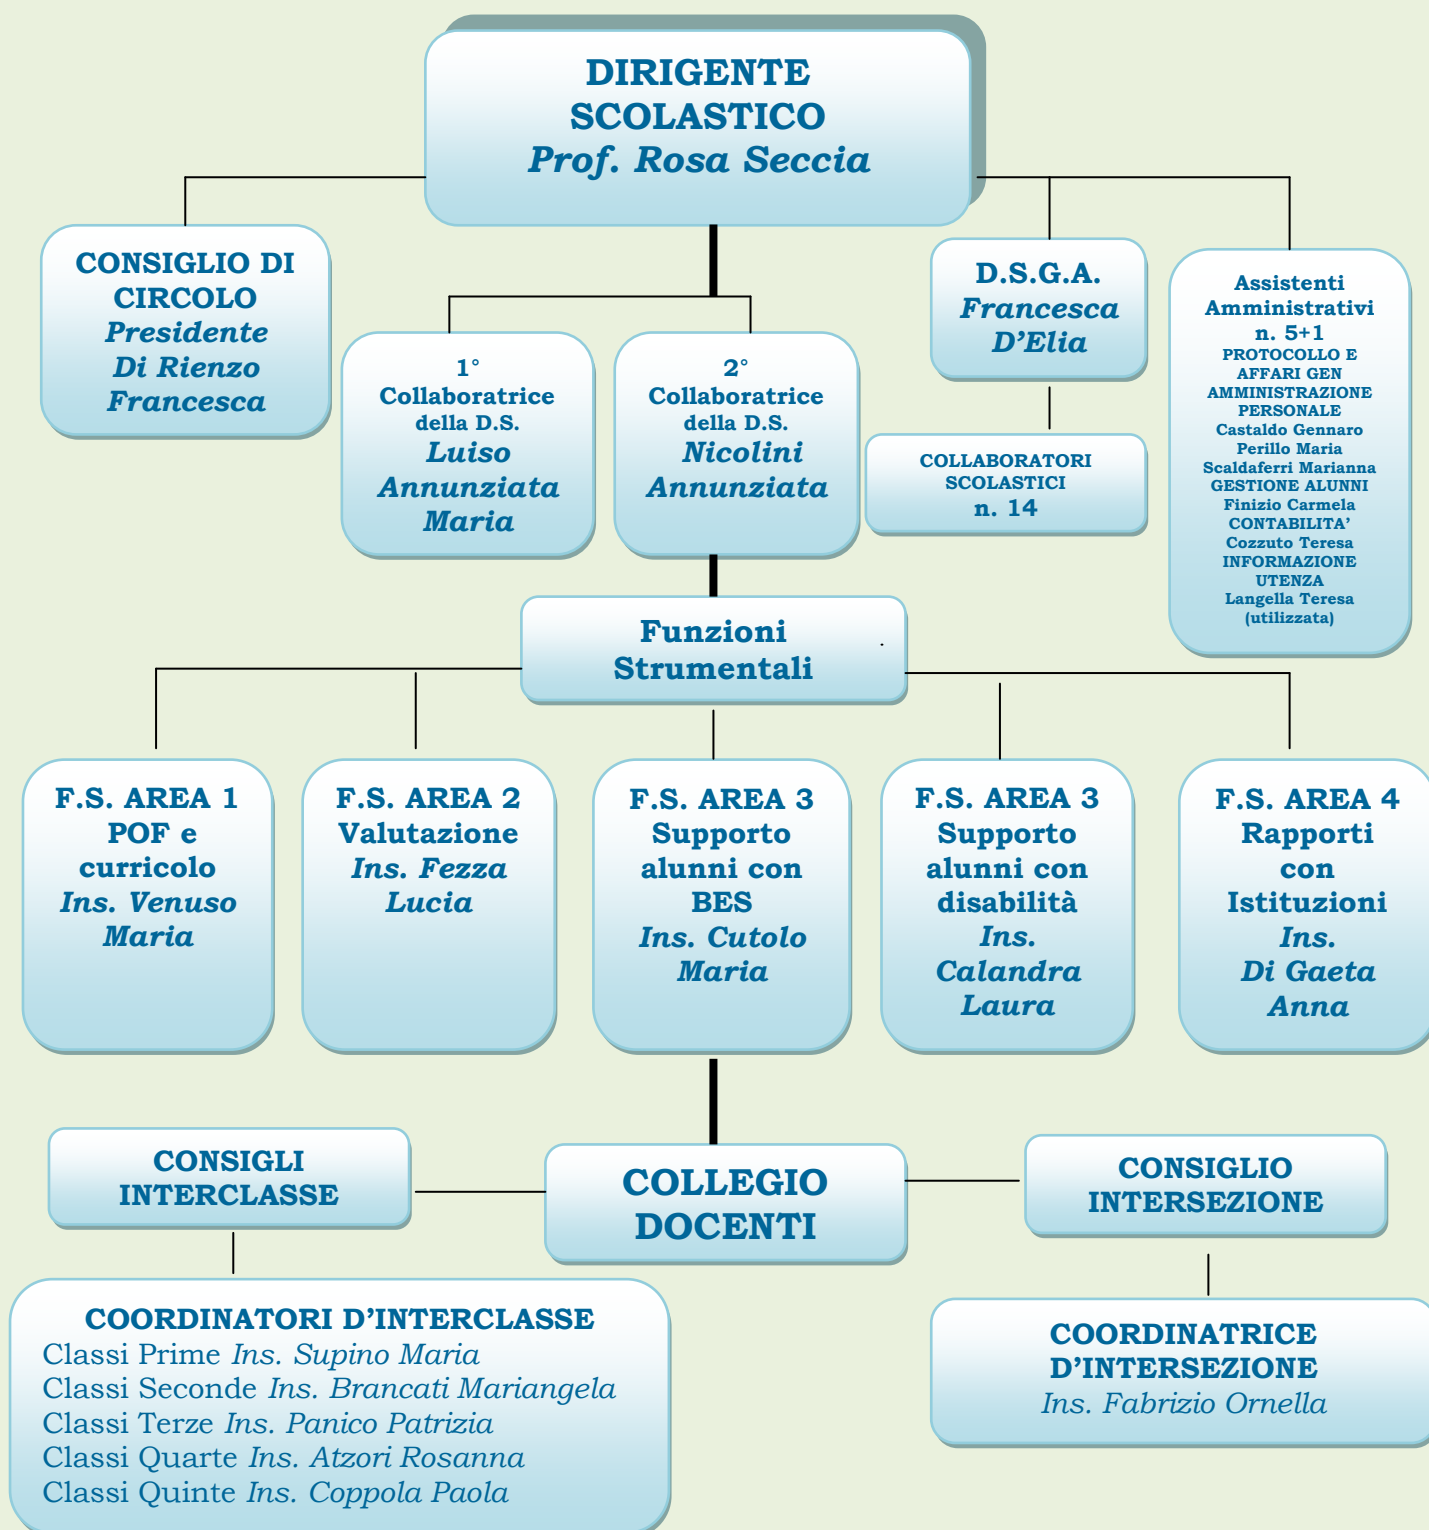 DIRIGENTE
SCOLASTICO
Prof. Rosa Seccia
CONSIGLIO DI
CIRCOLO
Presidente
Di Rienzo
Francesca
1°
Collaboratrice
della D.S.
Luiso
Annunziata
Maria
2°
Collaboratrice
della D.S.
Nicolini
Annunziata
D.S.G.A.
Francesca
D’Elia
COLLABORATORI
SCOLASTICI
n. 14
Assistenti
Amministrativi
n. 5+1
PROTOCOLLO E
AFFARI GEN
AMMINISTRAZIONE
PERSONALE
Castaldo Gennaro
Perillo Maria
Scaldaferri Marianna
GESTIONE ALUNNI
Finizio Carmela
CONTABILITA’
Cozzuto Teresa
INFORMAZIONE
UTENZA
Langella Teresa
(utilizzata)
Funzioni
Strumentali
.
F.S. AREA 1
POF e
curricolo
Ins. Venuso
Maria
F.S. AREA 2
Valutazione
Ins. Fezza
Lucia
F.S. AREA 3
Supporto
alunni con
BES
Ins. Cutolo
Maria
F.S. AREA 3
Supporto
alunni con
disabilità
Ins.
Calandra
Laura
F.S. AREA 4
Rapporti
con
Istituzioni
Ins.
Di Gaeta
Anna
CONSIGLI
INTERCLASSE
COLLEGIO
DOCENTI
CONSIGLIO
INTERSEZIONE
COORDINATORI D’INTERCLASSE
Classi Prime Ins. Supino Maria
Classi Seconde Ins. Brancati Mariangela
Classi Terze Ins. Panico Patrizia
Classi Quarte Ins. Atzori Rosanna
Classi Quinte Ins. Coppola Paola
COORDINATRICE
D’INTERSEZIONE
Ins. Fabrizio Ornella